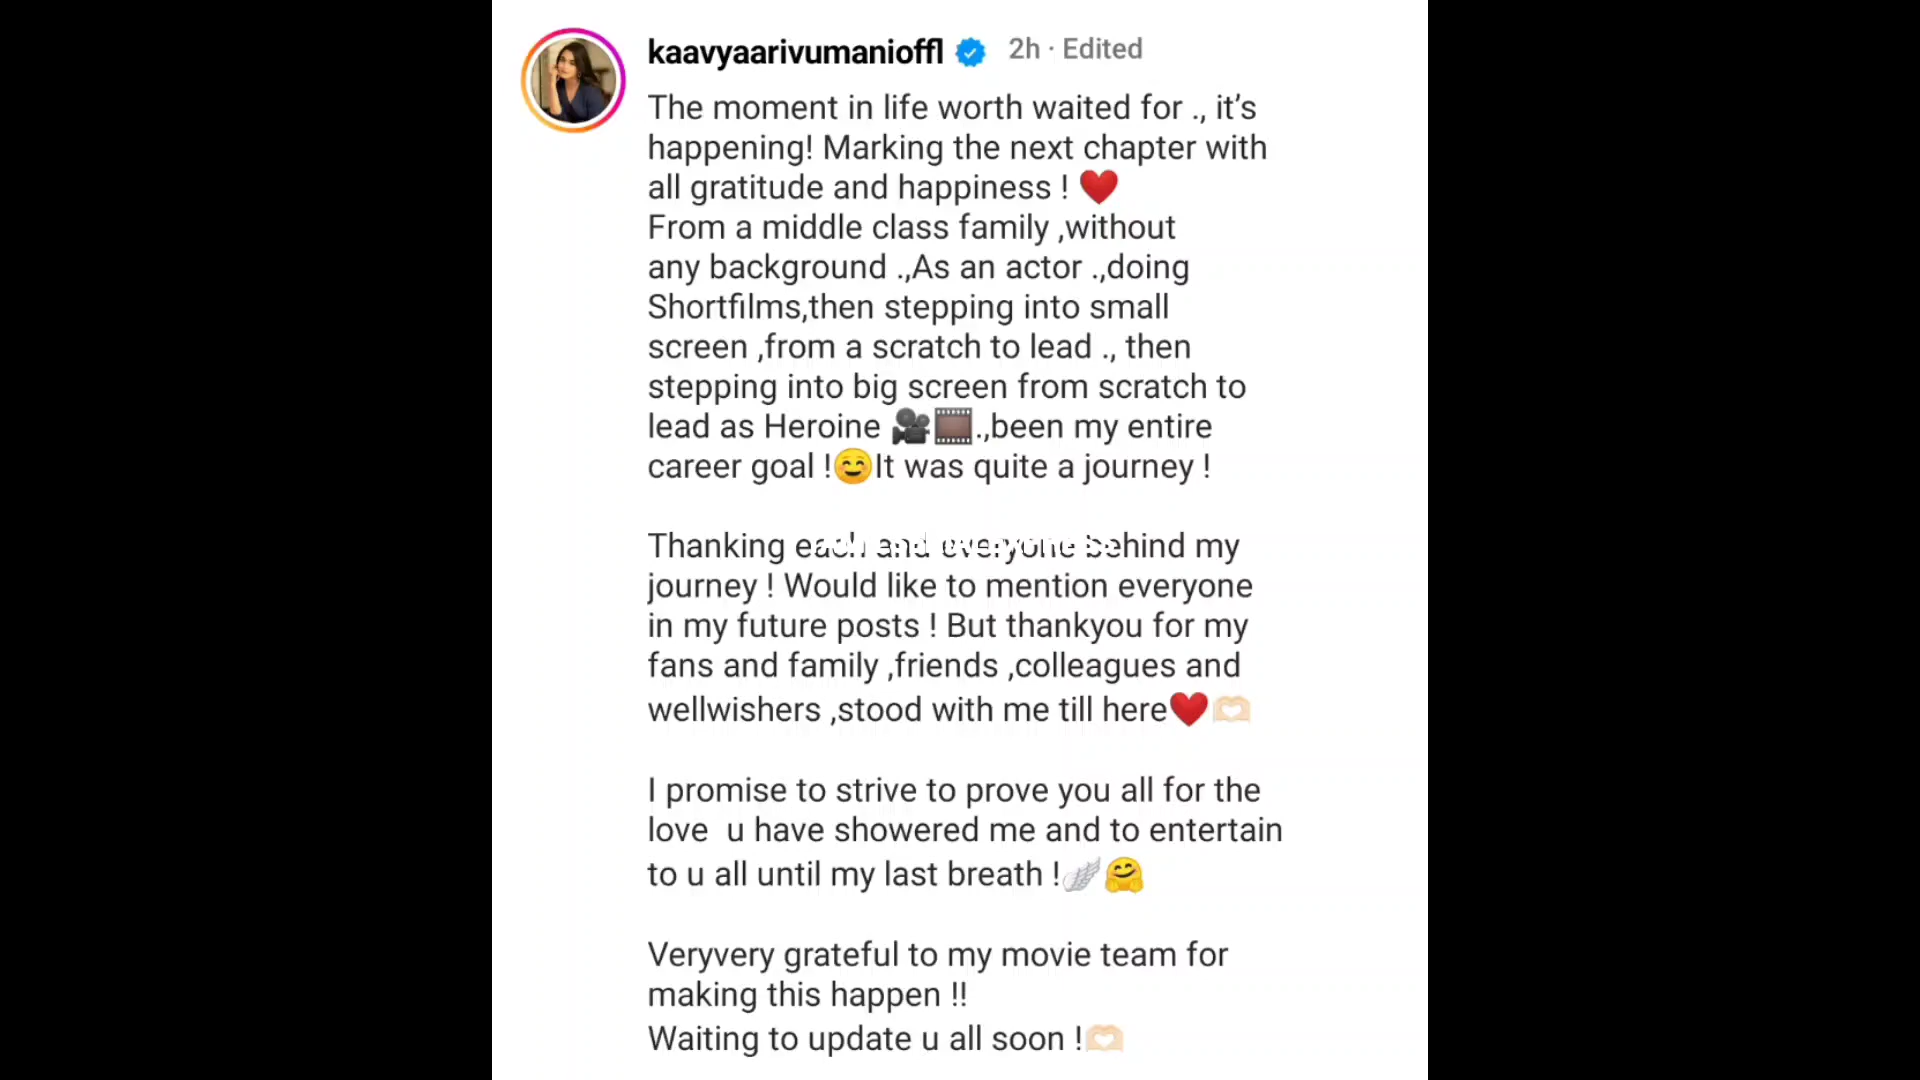 kaavyaarivumanioffl 2h · Edited
The moment in life worth waited for ., it’s
happening! Marking the next chapter with
all gratitude and happiness ! ❤️
From a middle class family ,without
any background .,As an actor .,doing
Shortfilms,then stepping into small
screen ,from a scratch to lead ., then
stepping into big screen from scratch to
lead as Heroine 🎥🎞️.,been my entire
career goal !☺️It was quite a journey !
Thanking each and everyone behind my
journey ! Would like to mention everyone
in my future posts ! But thankyou for my
fans and family ,friends ,colleagues and
wellwishers ,stood with me till here❤️🫶🏻
I promise to strive to prove you all for the
love  u have showered me and to entertain
to u all until my last breath !🪽🤗
Veryvery grateful to my movie team for
making this happen !!
Waiting to update u all soon !🫶🏻